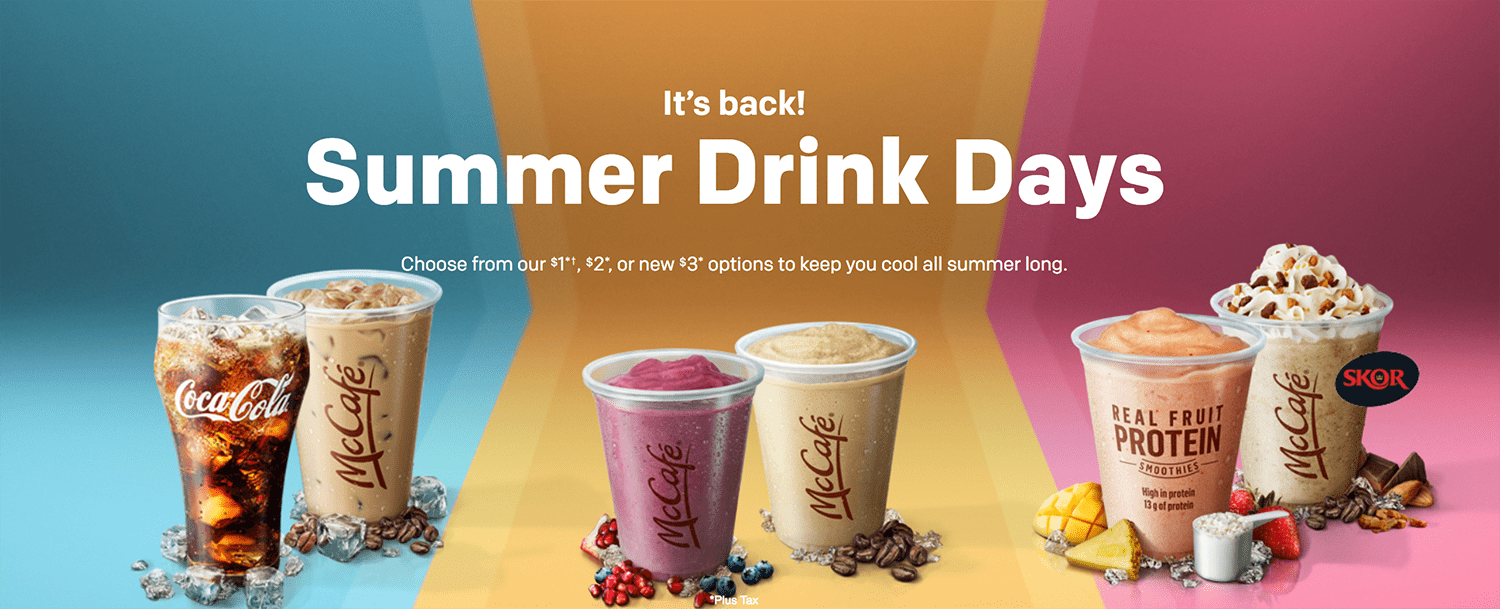 It's back!
Summer Drink Days
Choose from our $1*†, $2*, or new $3* options to keep you cool all summer long.
Coca-Cola
McCafé
McCafé
McCafé
REAL FRUIT
PROTEIN
SMOOTHIES
High in protein
13 g of protein
McCafé
SKOR
*Plus Tax